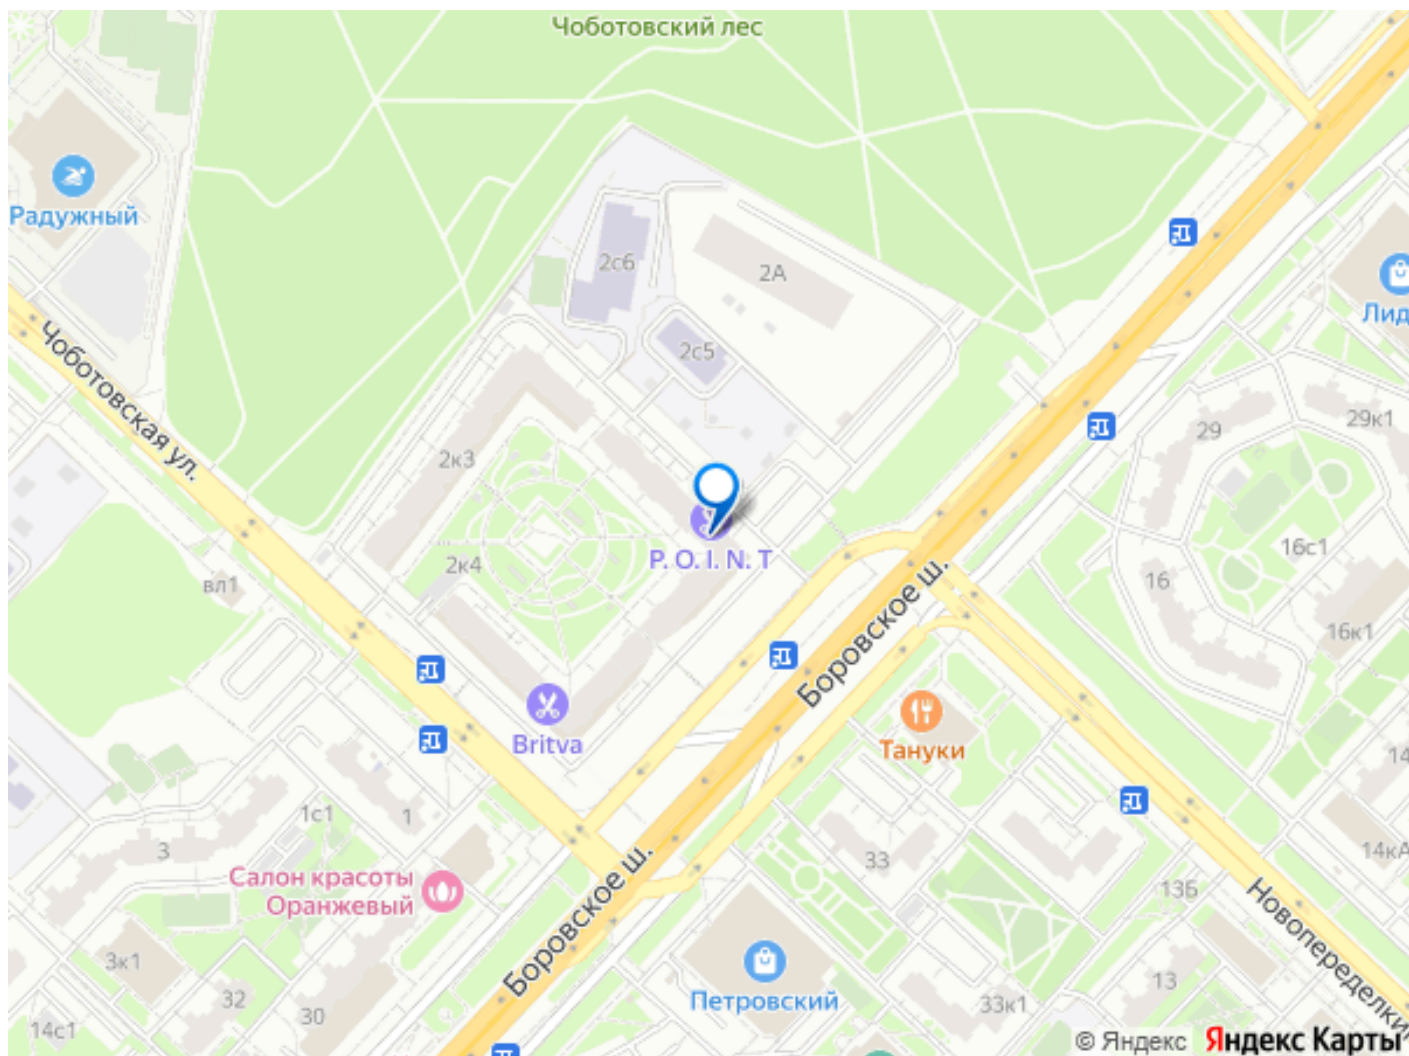 Чоботовский лес
Радужный
2с6
2А
Лид
2с5
Чоботовская ул.
29к1
29
2к3
P. O. I. N. T
16с1
2к4
16
вл1
Боровское ш.
16к1
Britva
Тануки
14
1с1
1
3
33
14кА
Салон красоты
Оранжевый
13Б
Боровское ш.
Новопеределки
3к1
Петровский
13
32
33к1
30
14с1
© Яндекс Яндекс Карты